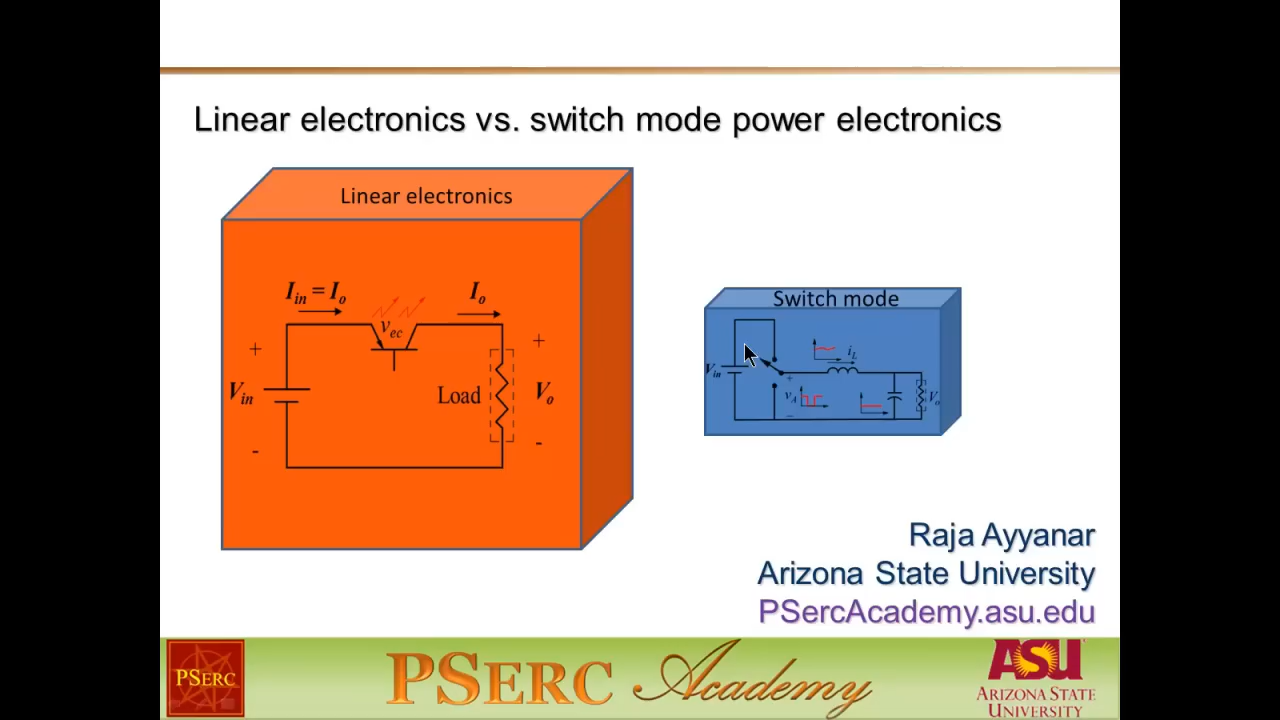 Linear electronics vs. switch mode power electronics
Linear electronics
I_in = I_o
I_o
v_ec
+
+
V_in
Load
V_o
-
-
Switch mode
V_in
i_L
+
v_A
V_o
−
Raja Ayyanar
Arizona State University
PSercAcademy.asu.edu
PSERC
PSERC Academy
ASU
ARIZONA STATE
UNIVERSITY